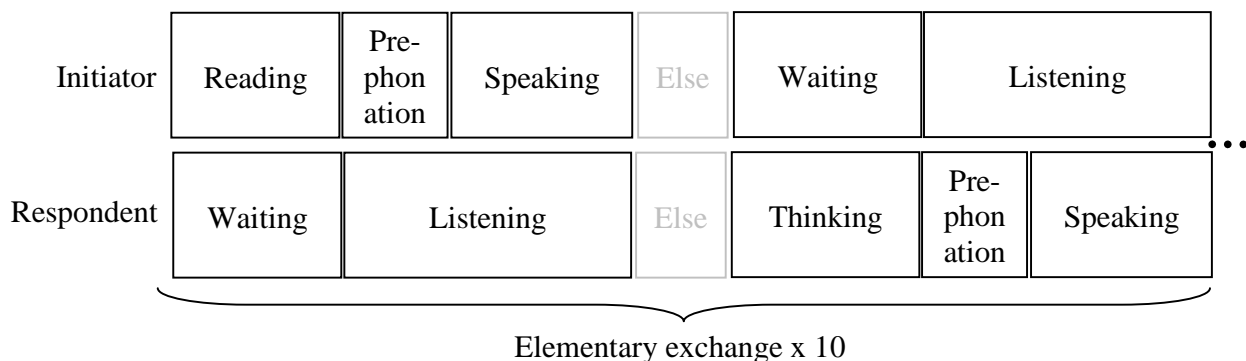 Initiator
Reading
Pre-
phon
ation
Speaking
Else
Waiting
Listening
...
Respondent
Waiting
Listening
Else
Thinking
Pre-
phon
ation
Speaking
Elementary exchange x 10